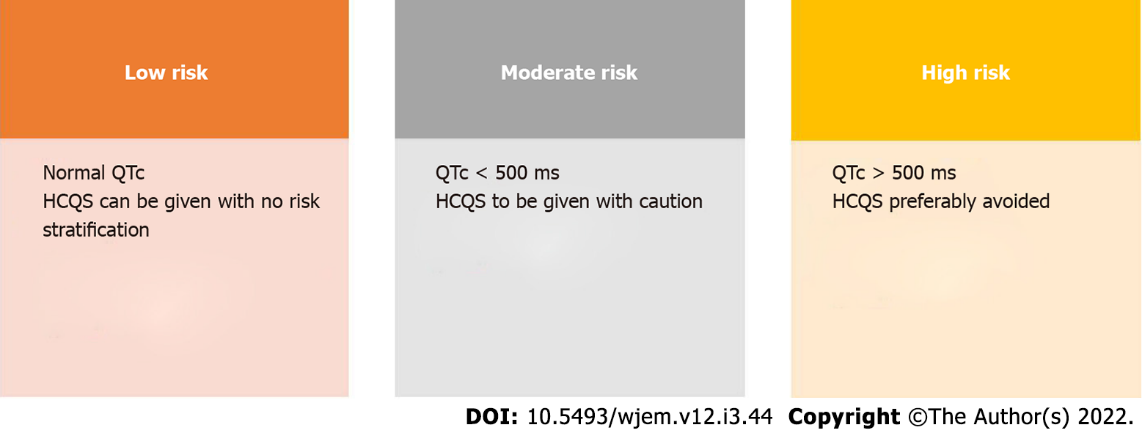 Low risk
Normal QTc
HCQS can be given with no risk
stratification
Moderate risk
QTc < 500 ms
HCQS to be given with caution
High risk
QTc > 500 ms
HCQS preferably avoided
DOI: 10.5493/wjem.v12.i3.44 Copyright ©The Author(s) 2022.